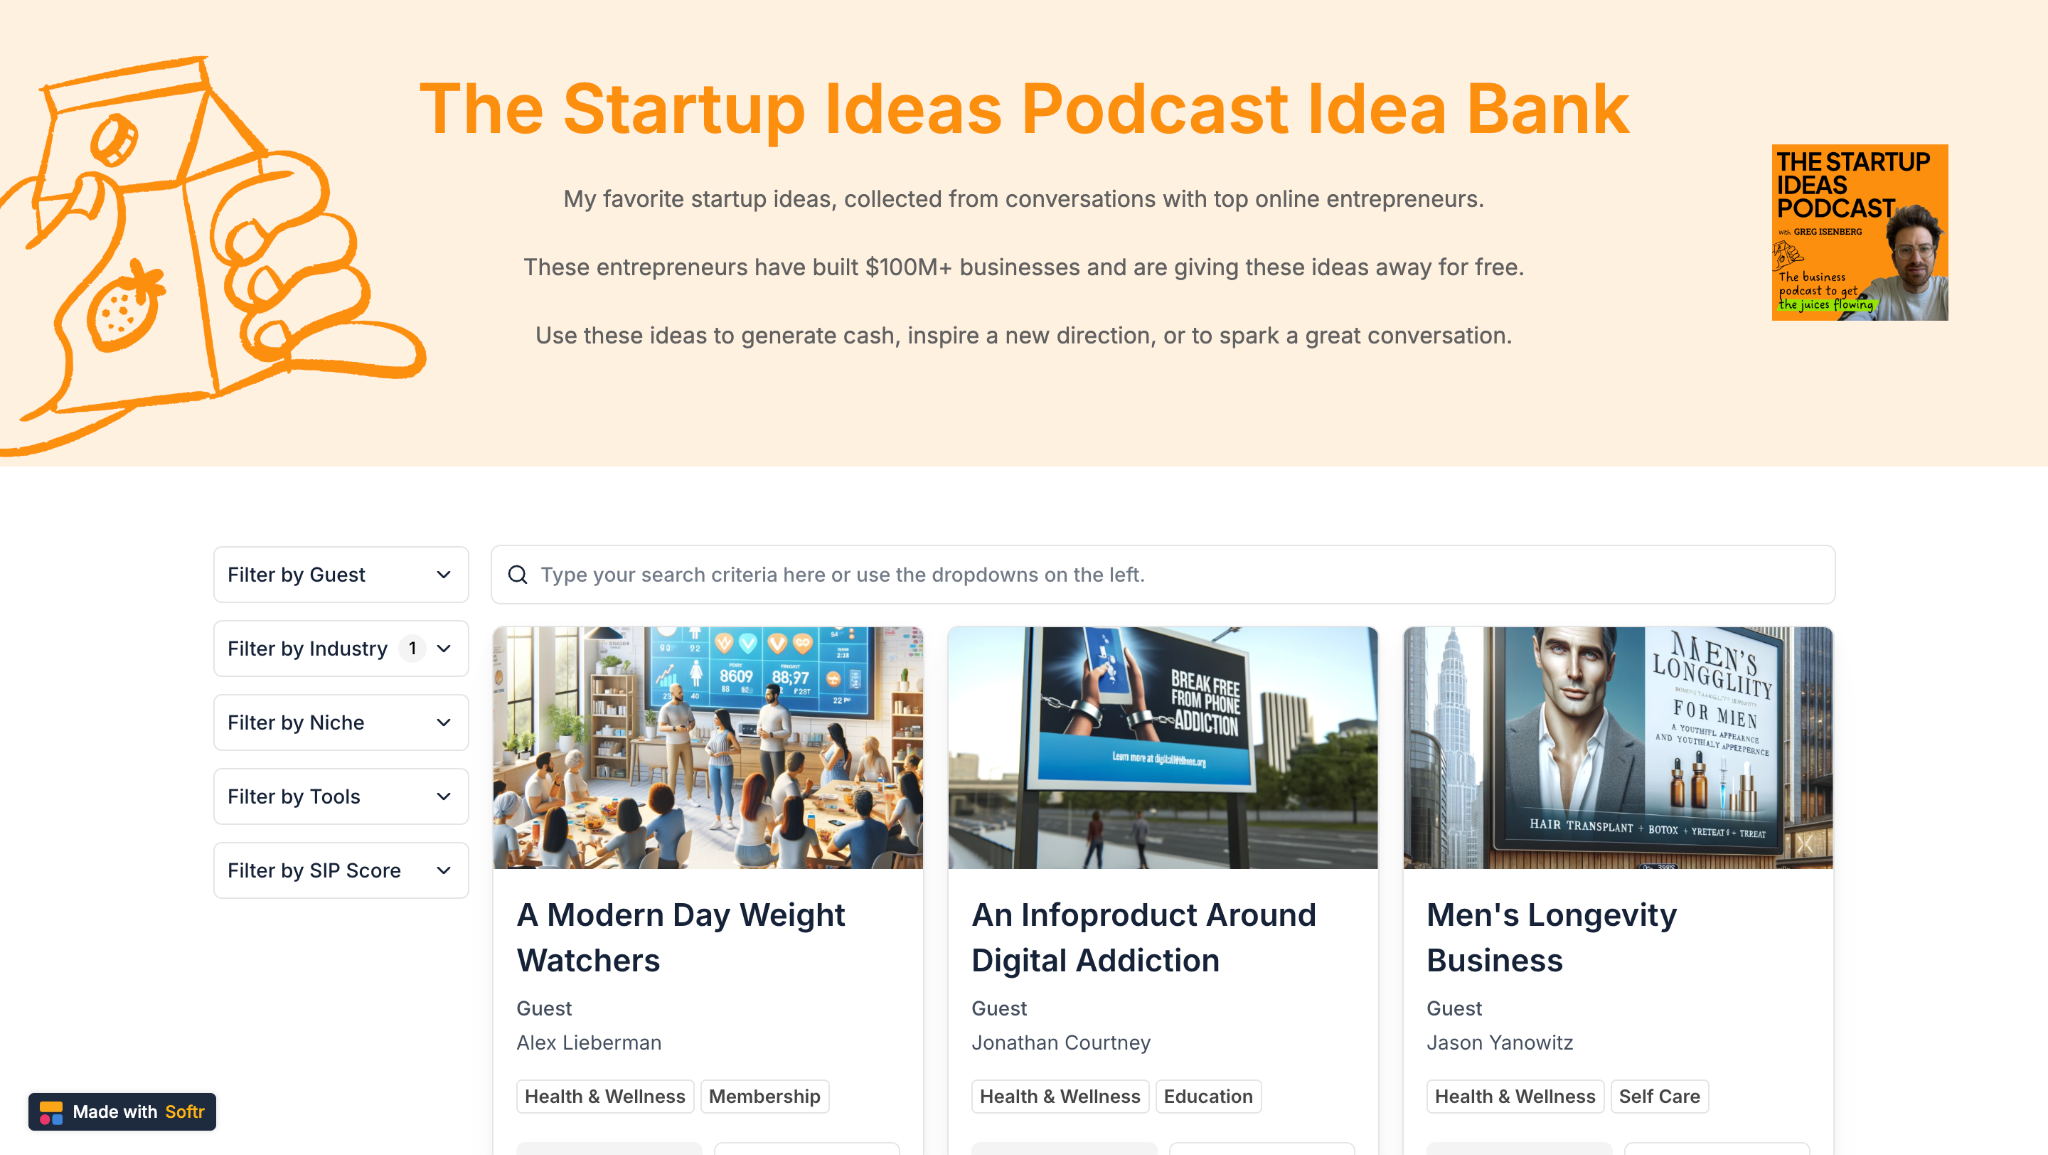 The Startup Ideas Podcast Idea Bank
My favorite startup ideas, collected from conversations with top online entrepreneurs.
These entrepreneurs have built $100M+ businesses and are giving these ideas away for free.
Use these ideas to generate cash, inspire a new direction, or to spark a great conversation.
THE STARTUP
IDEAS
PODCAST
with GREG ISENBERG
The business
podcast to get
the juices flowing
Filter by Guest
Type your search criteria here or use the dropdowns on the left.
Filter by Industry 1
Filter by Niche
Filter by Tools
Filter by SIP Score
8609
88;97
BREAK FREE
FROM PHONE
ADDICTION
Learn more at
MEN'S
LONGGLIITY
FOR MIEN
HAIR TRANSPLANT + BOTOX +
A Modern Day Weight
Watchers
Guest
Alex Lieberman
Health & Wellness
Membership
An Infoproduct Around
Digital Addiction
Guest
Jonathan Courtney
Health & Wellness
Education
Men's Longevity
Business
Guest
Jason Yanowitz
Health & Wellness
Self Care
Made with Softr